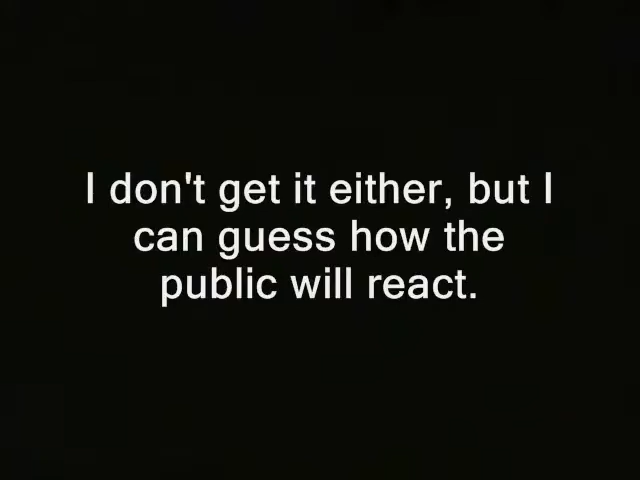 I don't get it either, but I
can guess how the
public will react.